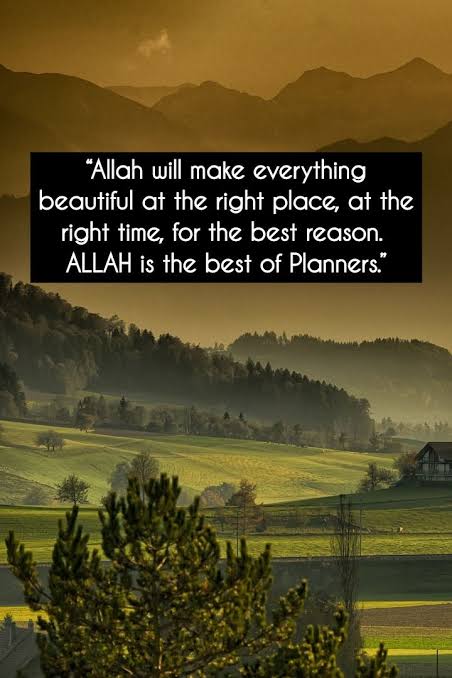 “Allah will make everything
beautiful at the right place, at the
right time, for the best reason.
ALLAH is the best of Planners.”